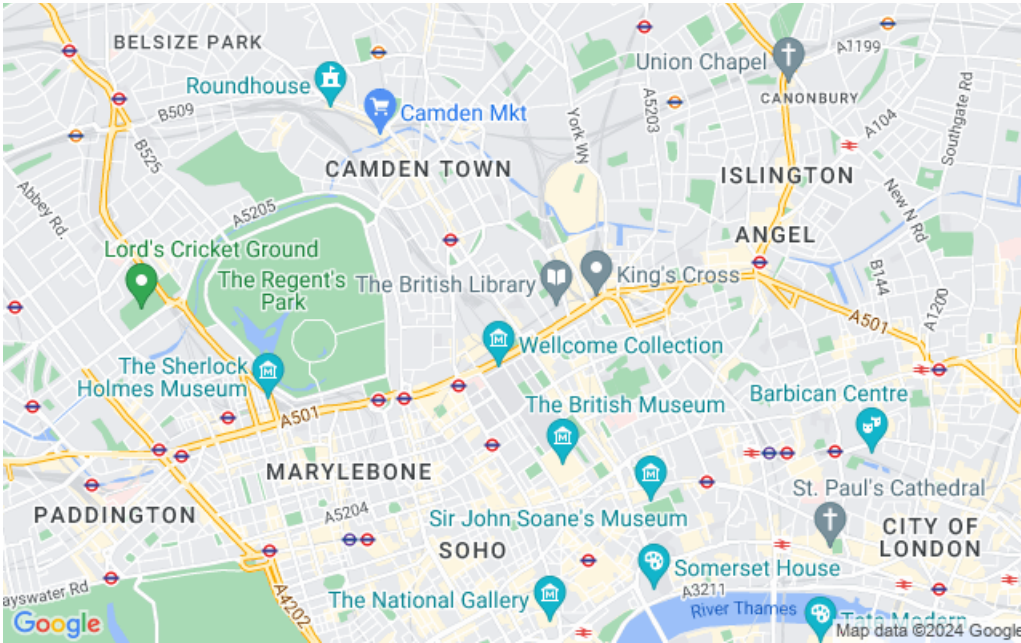 BELSIZE PARK
A1199
Union Chapel
Roundhouse
CANONBURY
B509
Camden Mkt
A5203
A104
Southgate Rd
York Wy
B525
CAMDEN TOWN
ISLINGTON
Abbey Rd.
New N Rd
A5205
ANGEL
Lord's Cricket Ground
The Regent's
Park
The British Library
King's Cross
B144
A1200
A501
Wellcome Collection
The Sherlock
Holmes Museum
A501
The British Museum
Barbican Centre
MARYLEBONE
St. Paul's Cathedral
PADDINGTON
A5204
Sir John Soane's Museum
CITY OF
LONDON
SOHO
Somerset House
ayswater Rd
A4202
The National Gallery
A3211
River Thames
Tate Modern
Google
Map data ©2024 Google